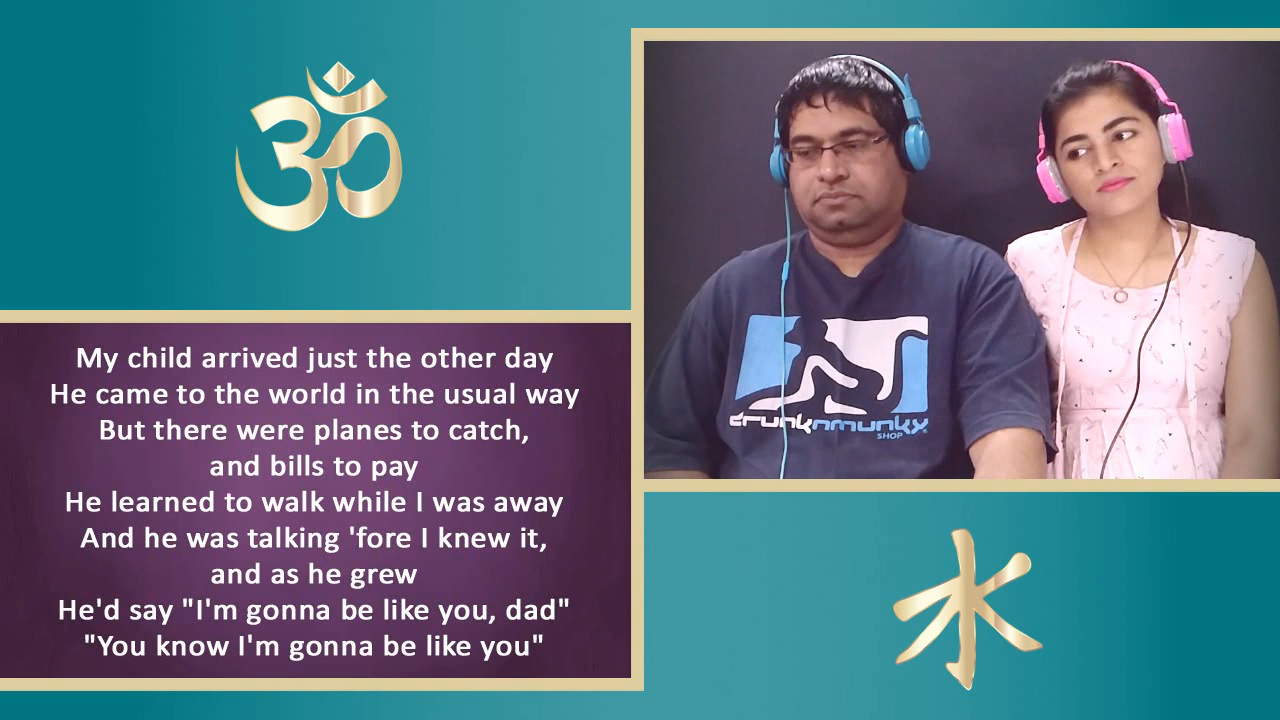 ॐ
My child arrived just the other day
He came to the world in the usual way
But there were planes to catch,
and bills to pay
He learned to walk while I was away
And he was talking 'fore I knew it,
and as he grew
He'd say "I'm gonna be like you, dad"
"You know I'm gonna be like you"
drunknmunky
SHOP
水